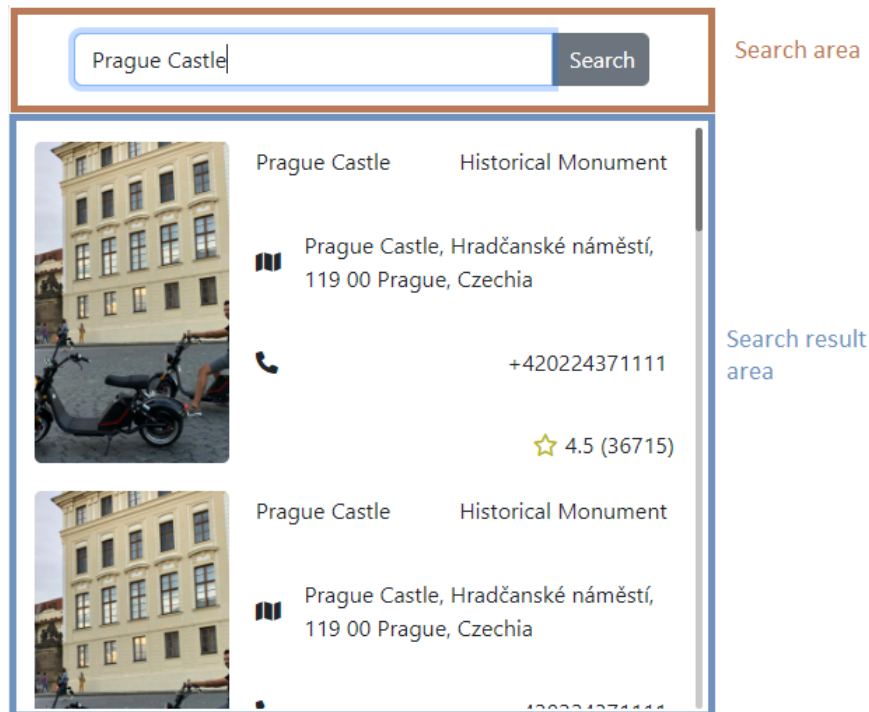 Prague Castle
Search
Search area
Prague Castle
Historical Monument
Prague Castle, Hradčanské náměstí,
119 00 Prague, Czechia
+420224371111
4.5 (36715)
Search result
area
Prague Castle
Historical Monument
Prague Castle, Hradčanské náměstí,
119 00 Prague, Czechia